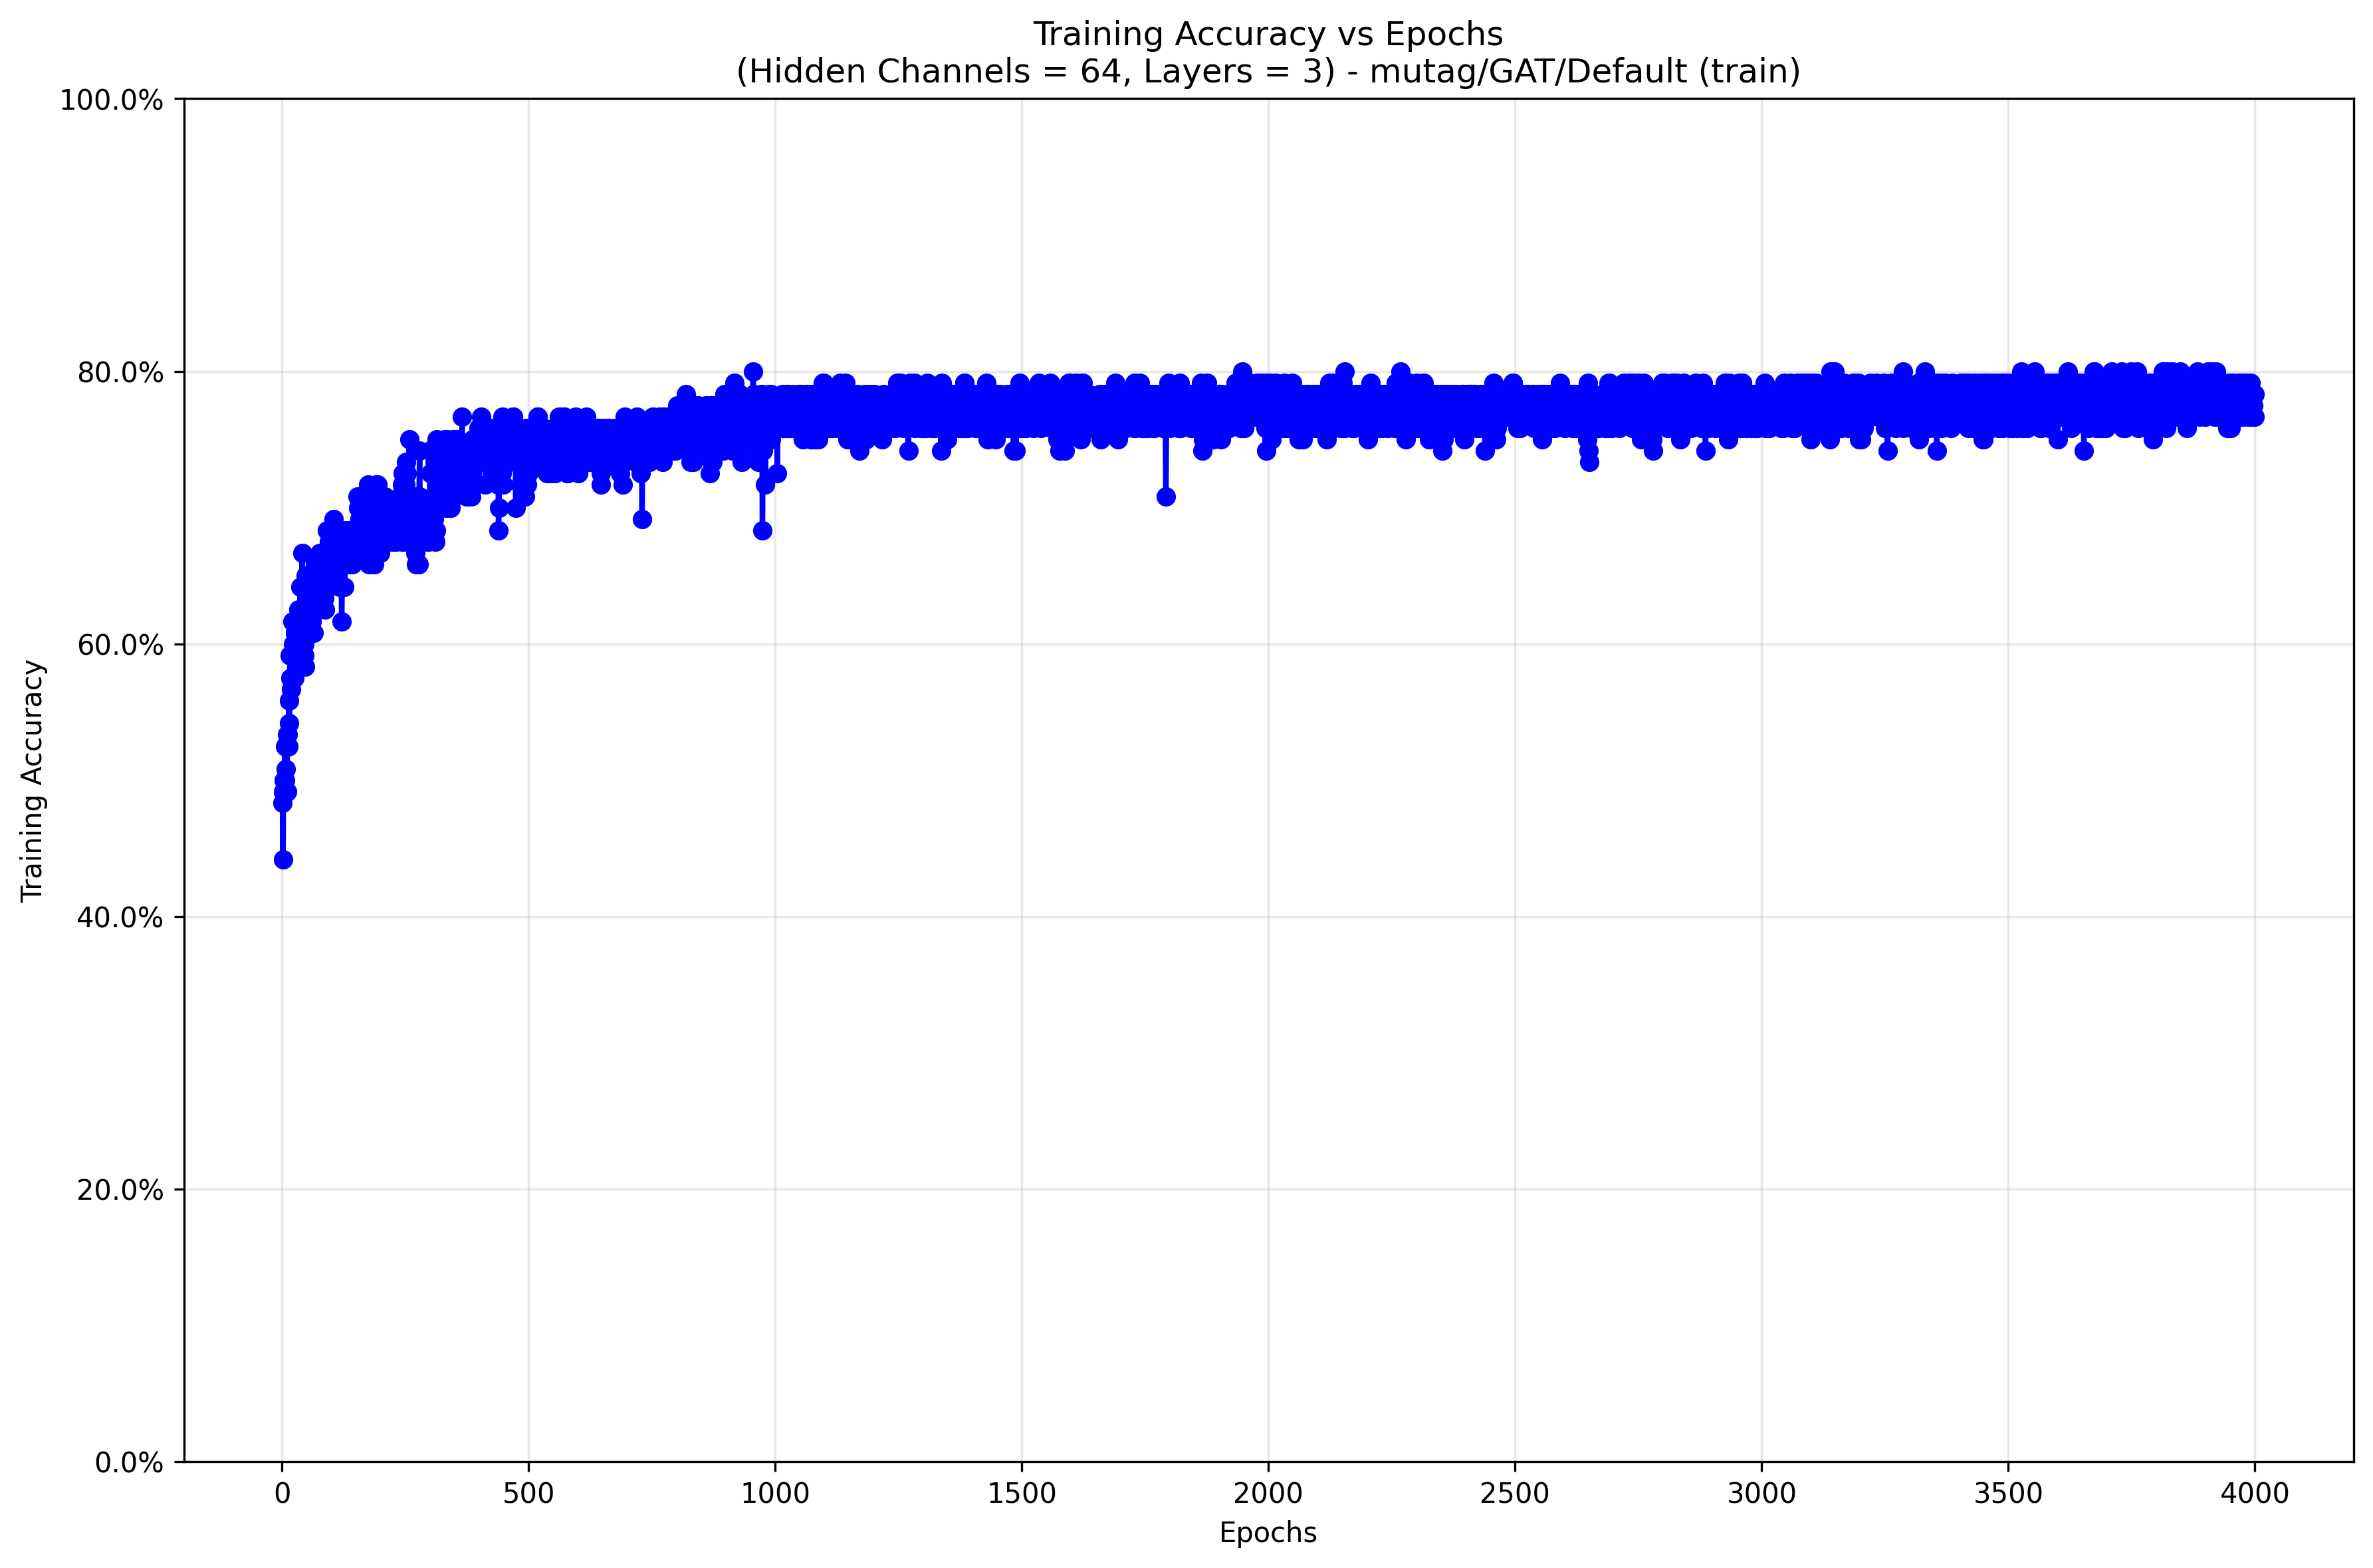 Training Accuracy vs Epochs
(Hidden Channels = 64, Layers = 3) - mutag/GAT/Default (train)
100.0%
80.0%
60.0%
40.0%
20.0%
0.0%
Training Accuracy
0 500 1000 1500 2000 2500 3000 3500 4000
Epochs